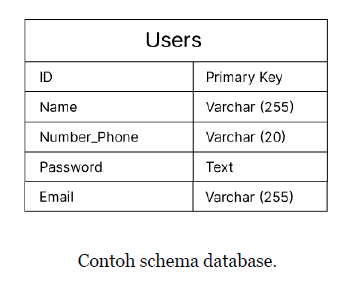 Users
ID Primary Key
Name Varchar (255)
Number_Phone Varchar (20)
Password Text
Email Varchar (255)
Contoh schema database.